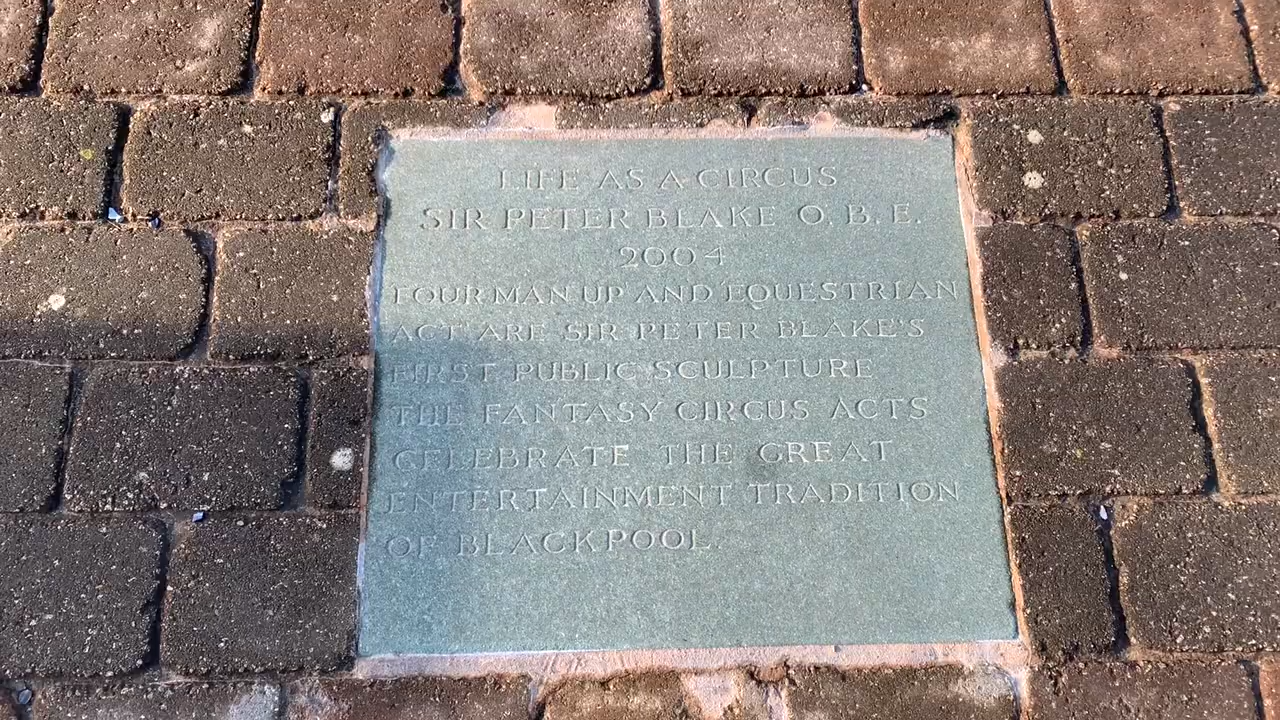 LIFE AS A CIRCUS
SIR PETER BLAKE O. B. E.
2004
FOUR MAN UP AND EQUESTRIAN
ACT' ARE SIR PETER BLAKE'S
FIRST PUBLIC SCULPTURE
THE FANTASY CIRCUS ACTS
CELEBRATE THE GREAT
ENTERTAINMENT TRADITION
OF BLACKPOOL.